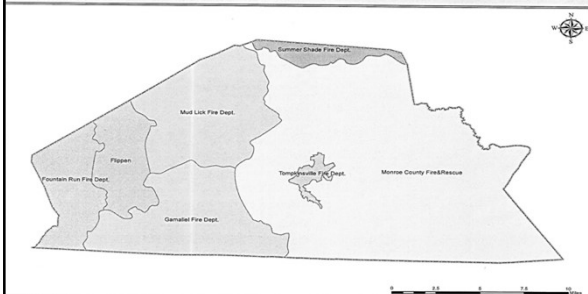 N
W E
S
Summer Shade Fire Dept.
Mud Lick Fire Dept.
Flippen
Fountain Run Fire Dept.
Tompkinsville Fire Dept.
Monroe County Fire&Rescue
Gamaliel Fire Dept.
0 2.5 5 7.5 10
Miles